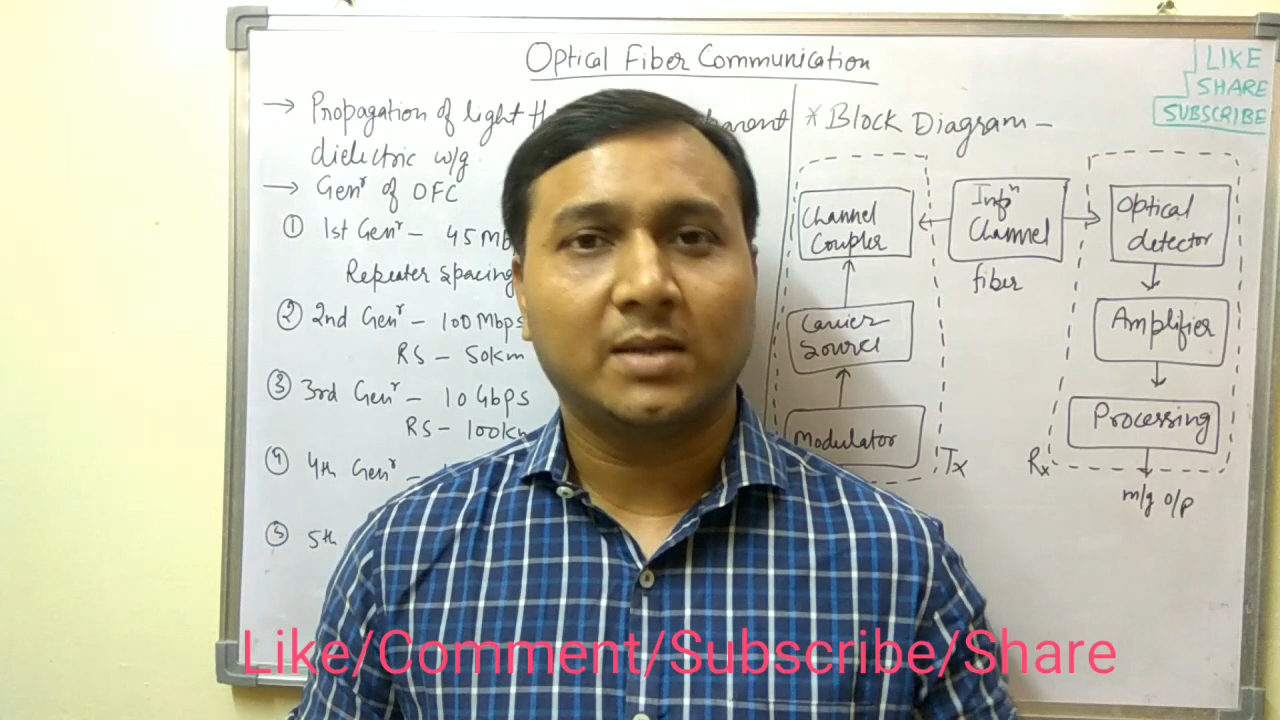 Optical Fiber Communication
LIKE
SHARE
SUBSCRIBE
→ Propagation of light
dielectric w/g
→ Genʳ of OFC
① 1st Genʳ - 45
Repeater spacing
② 2nd Genʳ - 100 Mbps
RS - 50km
③ 3rd Genʳ - 10 Gbps
RS - 100km
④ 4th Genʳ -
⑤ 5th
* Block Diagram -
Channel
Coupler
Carrier
Source
Modulator
Tx
Infⁿ
Channel
fiber
Optical
detector
Amplifier
Processing
Rx
m/g o/p
Like/Comment/Subscribe/Share